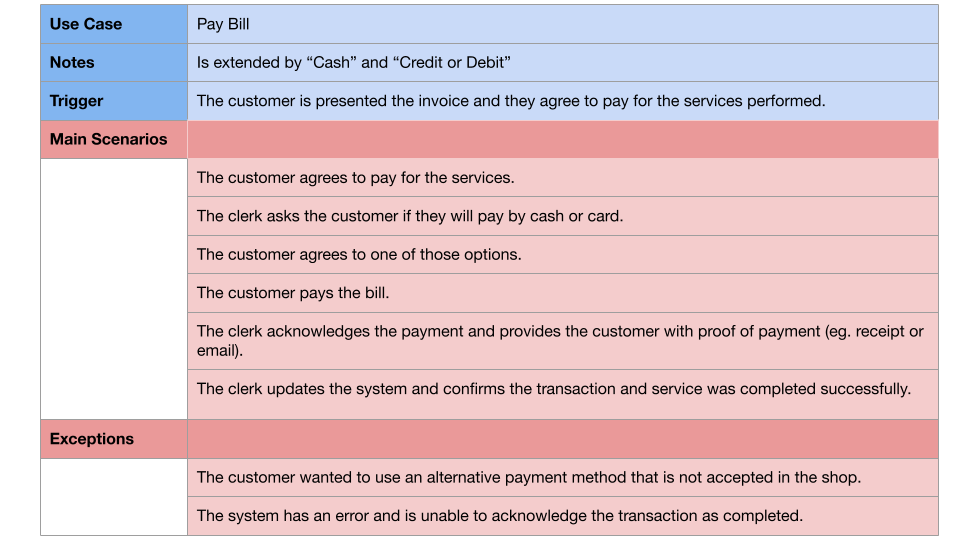 Use Case
Pay Bill
Notes
Is extended by “Cash” and “Credit or Debit”
Trigger
The customer is presented the invoice and they agree to pay for the services performed.
Main Scenarios
The customer agrees to pay for the services.
The clerk asks the customer if they will pay by cash or card.
The customer agrees to one of those options.
The customer pays the bill.
The clerk acknowledges the payment and provides the customer with proof of payment (eg. receipt or
email).
The clerk updates the system and confirms the transaction and service was completed successfully.
Exceptions
The customer wanted to use an alternative payment method that is not accepted in the shop.
The system has an error and is unable to acknowledge the transaction as completed.